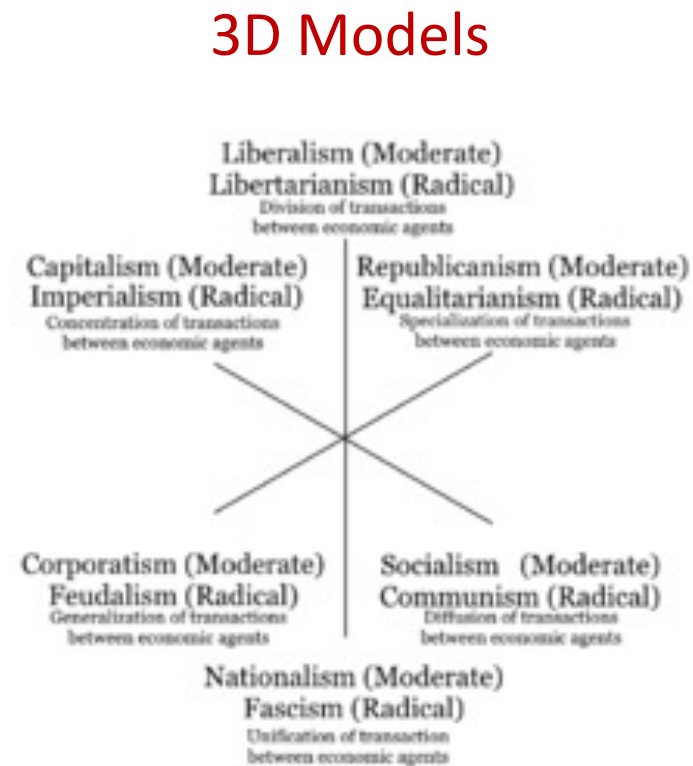 3D Models
Liberalism (Moderate)
Libertarianism (Radical)
Division of transactions
between economic agents
Capitalism (Moderate)
Imperialism (Radical)
Concentration of transactions
between economic agents
Republicanism (Moderate)
Equalitarianism (Radical)
Specialization of transactions
between economic agents
Corporatism (Moderate)
Feudalism (Radical)
Generalization of transactions
between economic agents
Socialism (Moderate)
Communism (Radical)
Diffusion of transactions
between economic agents
Nationalism (Moderate)
Fascism (Radical)
Unification of transaction
between economic agents